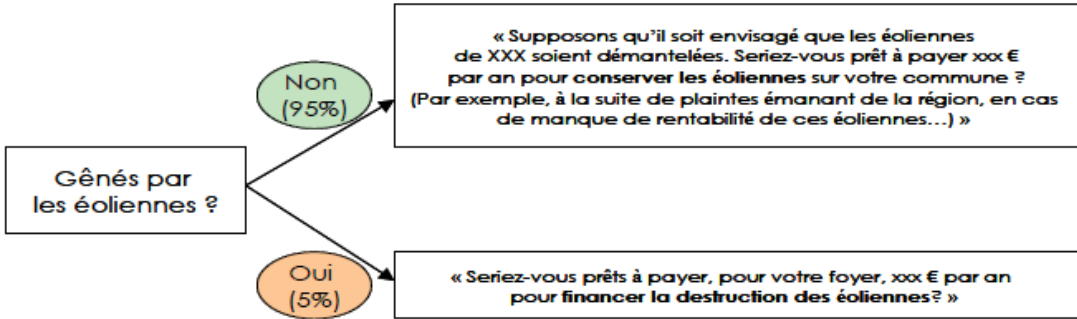 « Supposons qu'il soit envisagé que les éoliennes
de XXX soient démantelées. Seriez-vous prêt à payer xxx €
par an pour conserver les éoliennes sur votre commune ?
(Par exemple, à la suite de plaintes émanant de la région, en cas
de manque de rentabilité de ces éoliennes...) »
Non
(95%)
Gênés par
les éoliennes ?
Oui
(5%)
« Seriez-vous prêts à payer, pour votre foyer, xxx € par an
pour financer la destruction des éoliennes? »